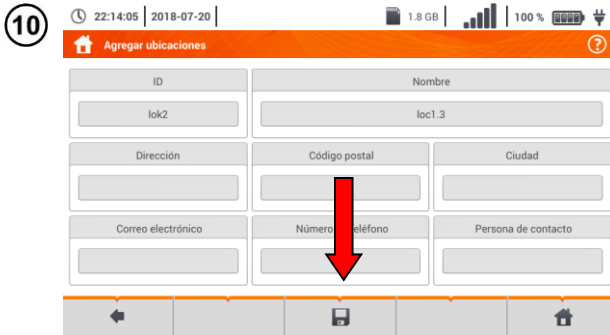 10
22:14:05 2018-07-20 1.8 GB 100 %
Agregar ubicaciones ?
ID Nombre
lok2 loc1.3
Dirección Código postal Ciudad
Correo electrónico Número eléfono Persona de contacto